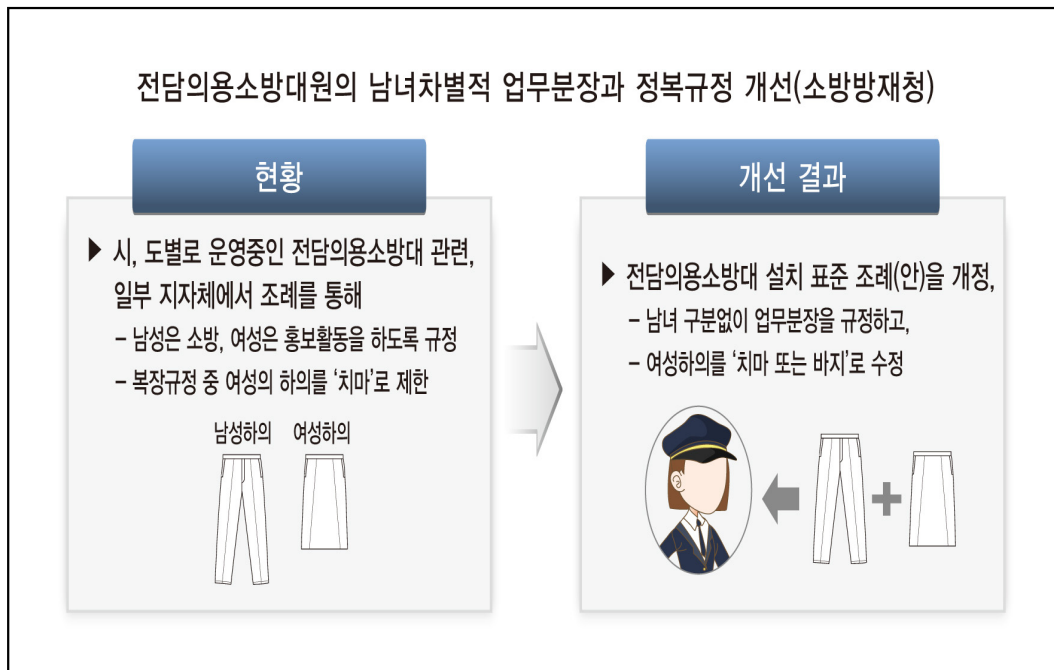 전담의용소방대원의 남녀차별적 업무분장과 정복규정 개선(소방방재청)
현황
▶ 시, 도별로 운영중인 전담의용소방대 관련,
일부 지자체에서 조례를 통해
– 남성은 소방, 여성은 홍보활동을 하도록 규정
– 복장규정 중 여성의 하의를 ‘치마’로 제한
남성하의 여성하의
개선 결과
▶ 전담의용소방대 설치 표준 조례(안)을 개정,
– 남녀 구분없이 업무분장을 규정하고,
– 여성하의를 ‘치마 또는 바지’로 수정